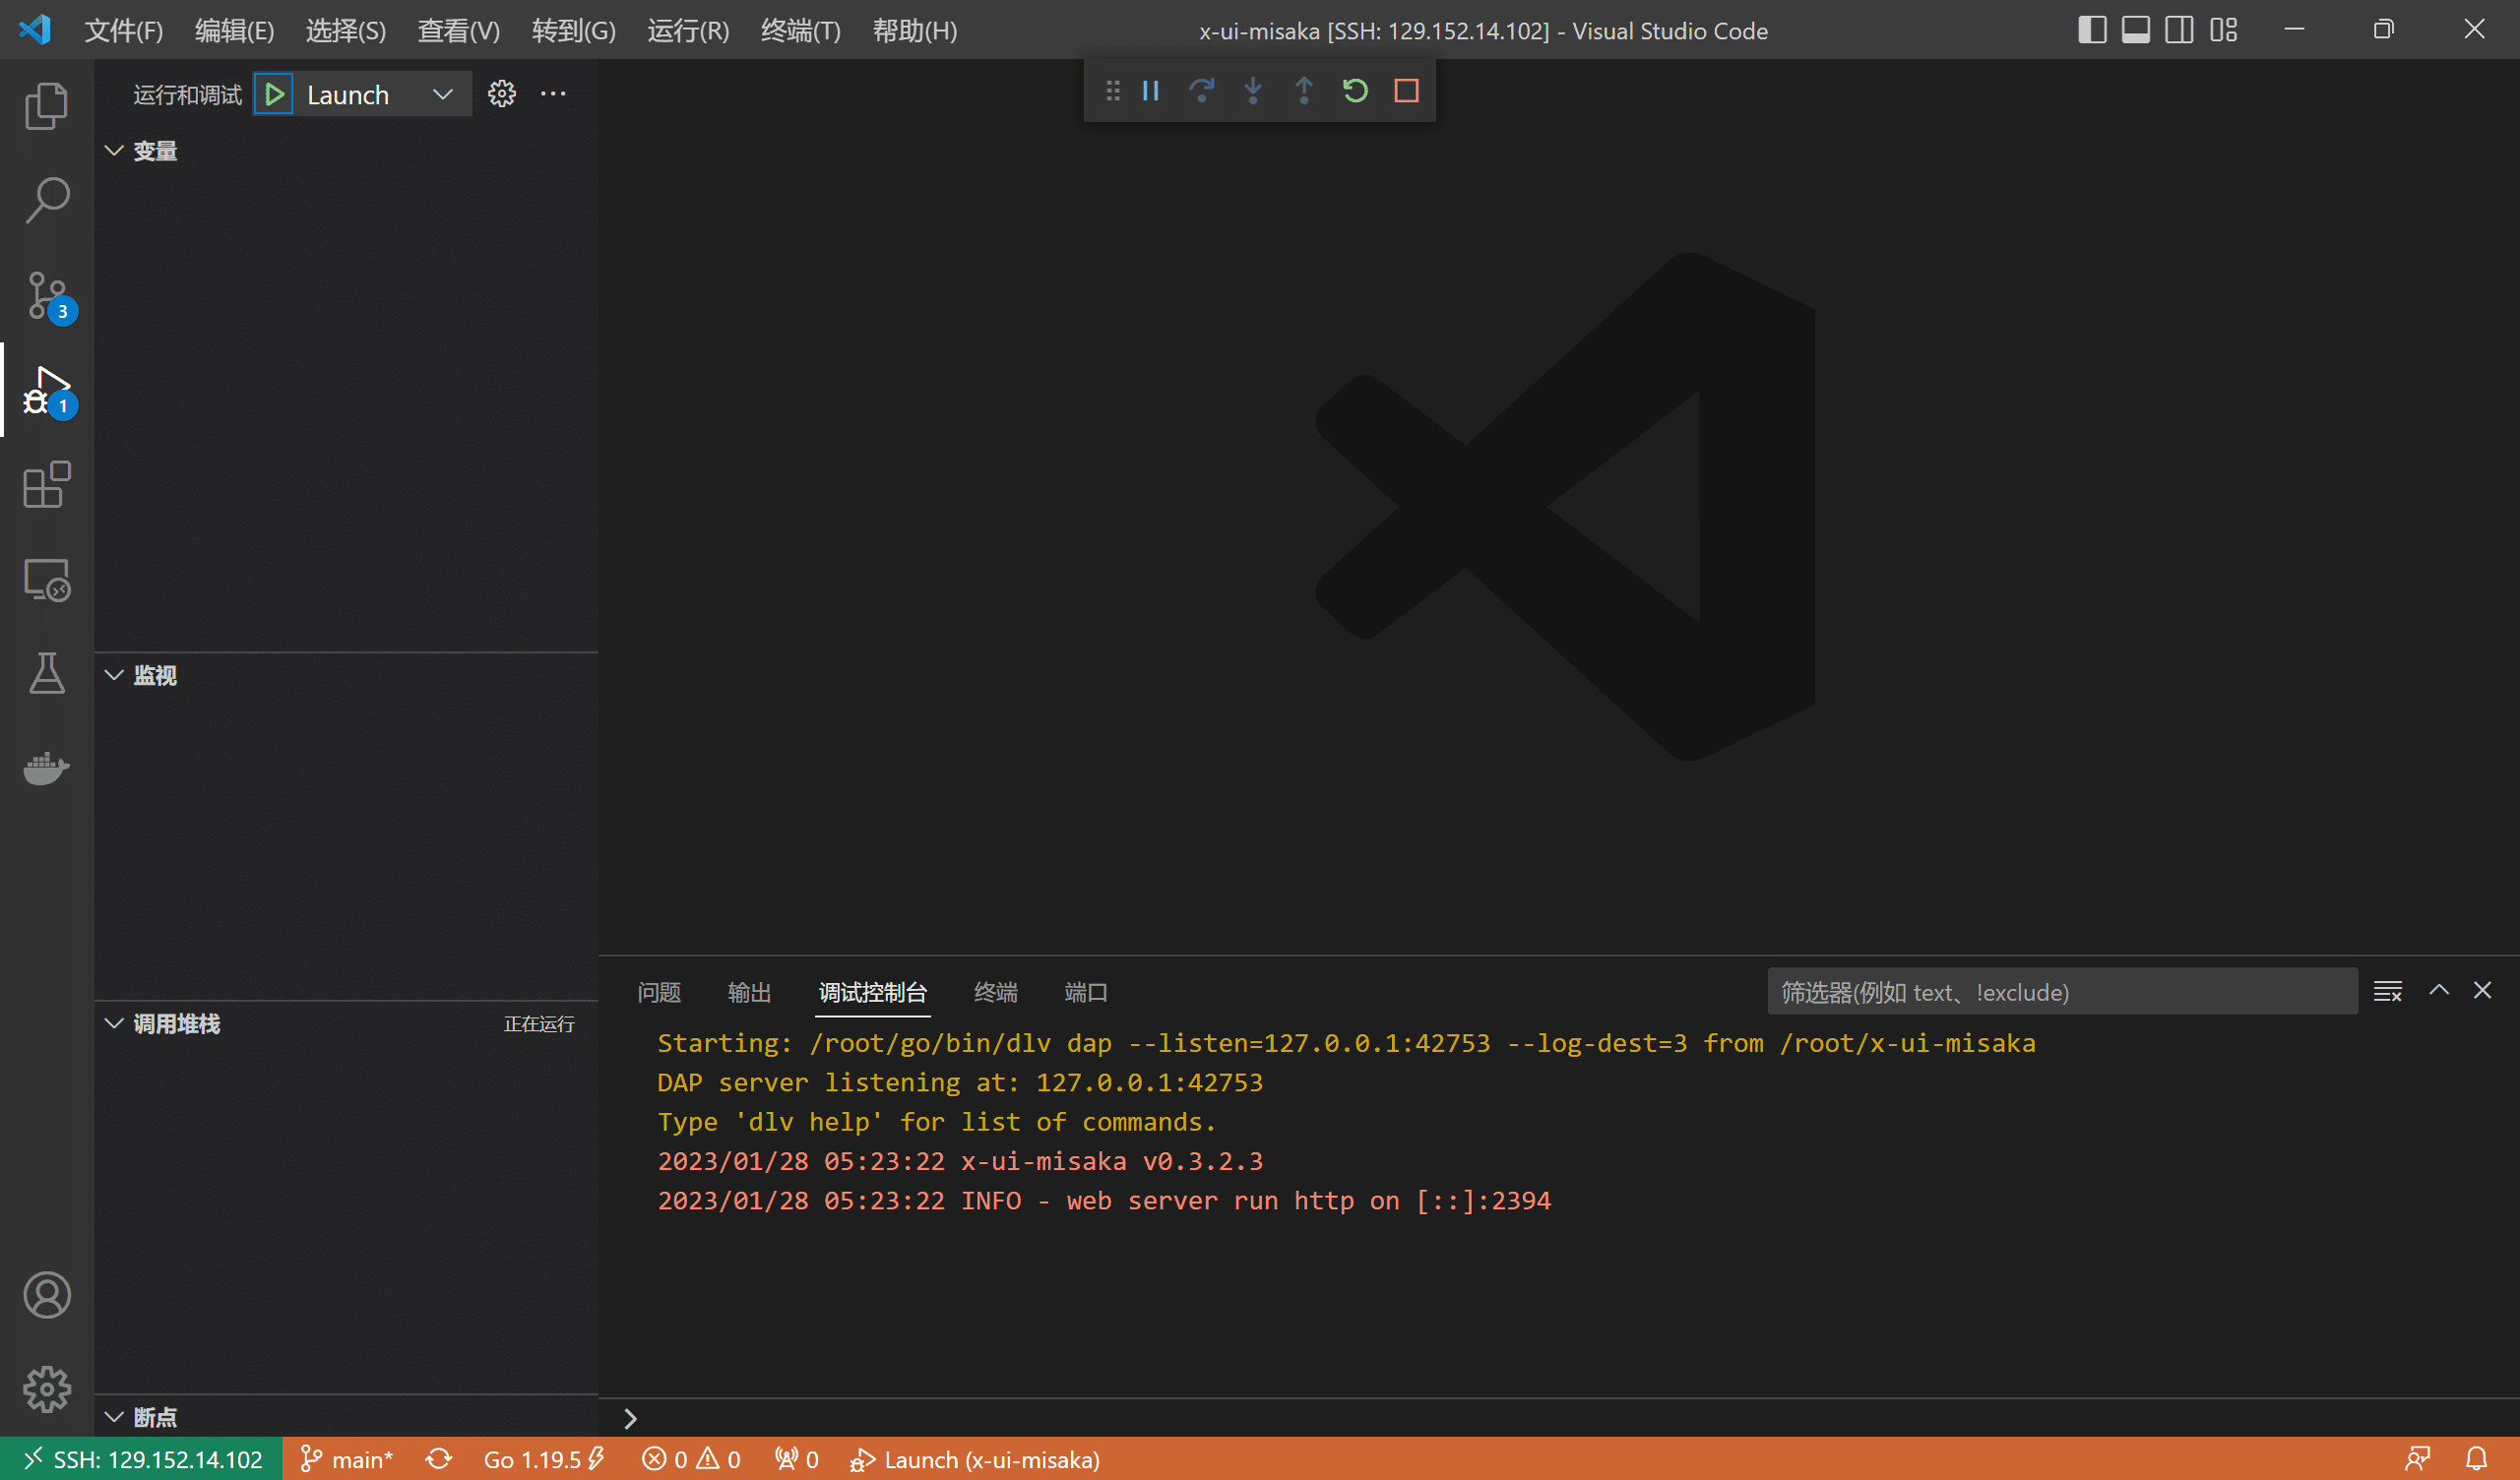 文件(F) 编辑(E) 选择(S) 查看(V) 转到(G) 运行(R) 终端(T) 帮助(H) x-ui-misaka [SSH: 129.152.14.102] - Visual Studio Code
运行和调试 Launch
变量
3
1
监视
调用堆栈 正在运行
断点
问题 输出 调试控制台 终端 端口 筛选器(例如 text、!exclude)
Starting: /root/go/bin/dlv dap --listen=127.0.0.1:42753 --log-dest=3 from /root/x-ui-misaka
DAP server listening at: 127.0.0.1:42753
Type 'dlv help' for list of commands.
2023/01/28 05:23:22 x-ui-misaka v0.3.2.3
2023/01/28 05:23:22 INFO - web server run http on [::]:2394
SSH: 129.152.14.102 main* Go 1.19.5 0 0 0 Launch (x-ui-misaka)